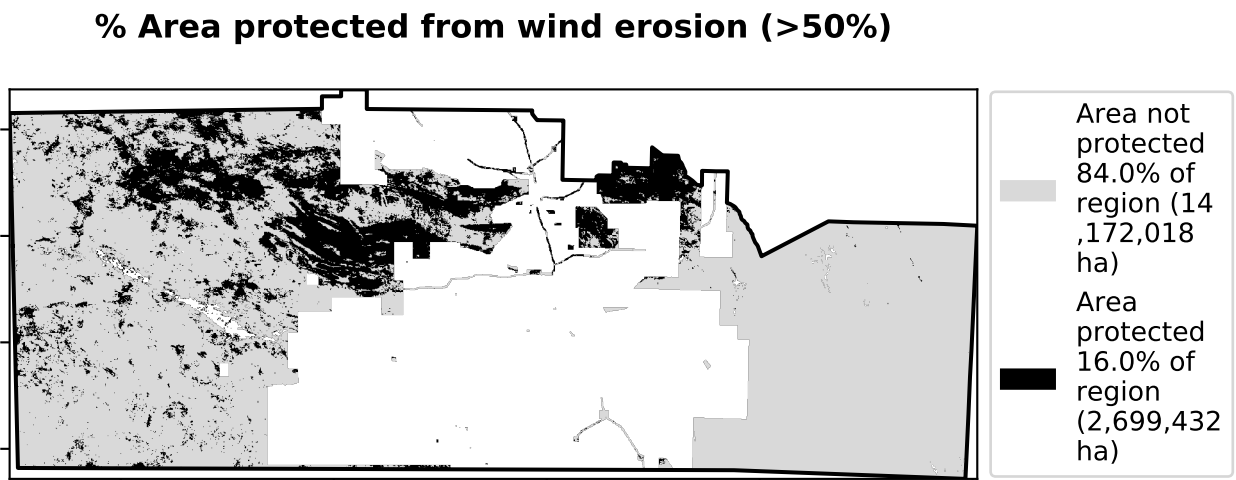 % Area protected from wind erosion (>50%)
Area not
protected
84.0% of
region (14
,172,018
ha)
Area
protected
16.0% of
region
(2,699,432
ha)